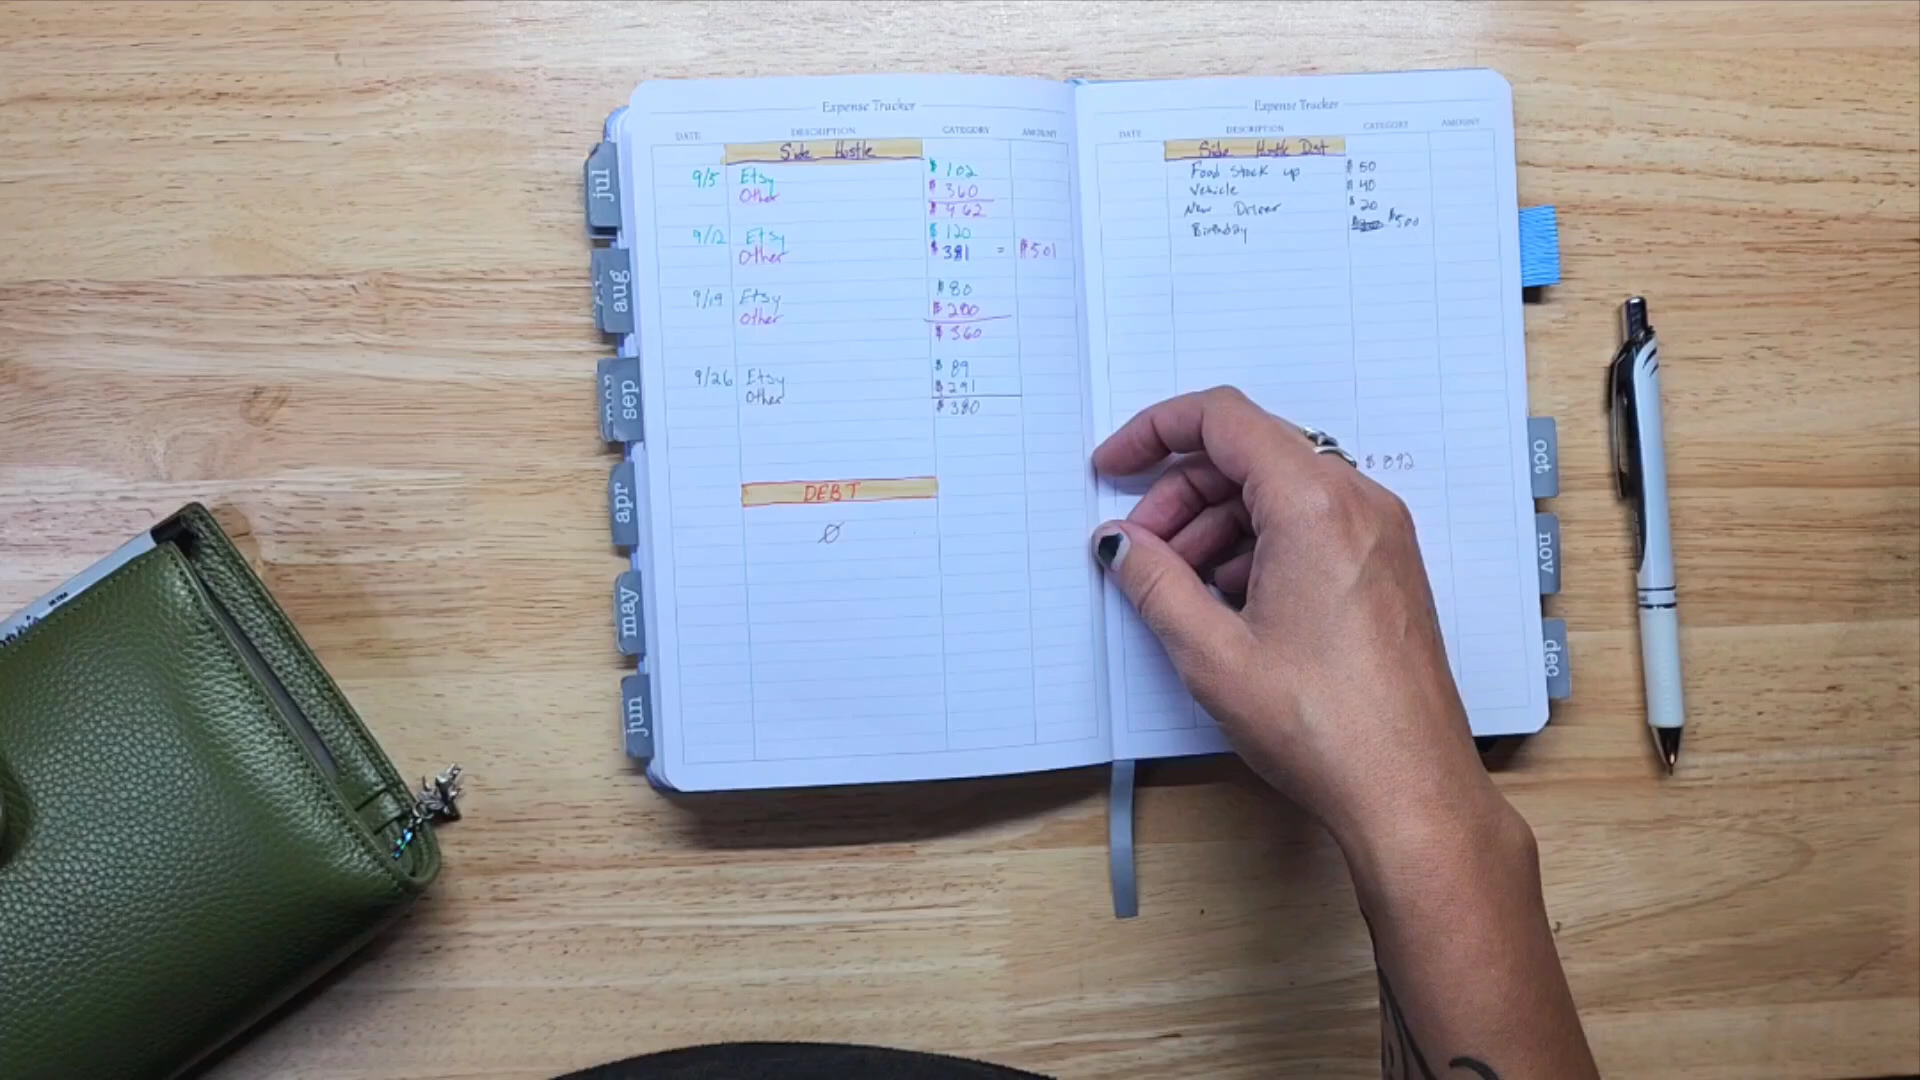 Expense Tracker
DATE DESCRIPTION CATEGORY AMOUNT
Side Hustle
9/5 Etsy $102
Other $360
$462
9/12 Etsy $120
Other $381 = $501
9/19 Etsy $80
Other $280
$360
9/26 Etsy $89
Other $291
$380
DEBT
Ø
Expense Tracker
DATE DESCRIPTION CATEGORY AMOUNT
Side Hustle Dist
Food Stock up $50
Vehicle $40
New Driver $20
Birthday $500
$892
jul
aug
sep
apr
may
jun
oct
nov
dec